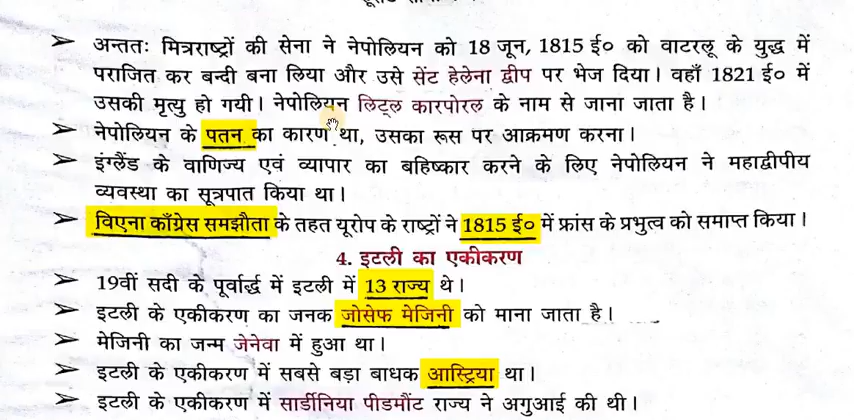 ➤ अन्ततः मित्रराष्ट्रों की सेना ने नेपोलियन को 18 जून, 1815 ई० को वाटरलू के युद्ध में
पराजित कर बन्दी बना लिया और उसे सेंट हेलेना द्वीप पर भेज दिया। वहाँ 1821 ई० में
उसकी मृत्यु हो गयी। नेपोलियन लिट्ल कारपोरल के नाम से जाना जाता है।
➤ नेपोलियन के पतन का कारण था, उसका रूस पर आक्रमण करना।
➤ इंग्लैंड के वाणिज्य एवं व्यापार का बहिष्कार करने के लिए नेपोलियन ने महाद्वीपीय
व्यवस्था का सूत्रपात किया था।
➤ विएना काँग्रेस समझौता के तहत यूरोप के राष्ट्रों ने 1815 ई० में फ्रांस के प्रभुत्व को समाप्त किया।
4. इटली का एकीकरण
➤ 19वीं सदी के पूर्वार्द्ध में इटली में 13 राज्य थे।
➤ इटली के एकीकरण का जनक जोसेफ मेजिनी को माना जाता है।
➤ मेजिनी का जन्म जेनेवा में हुआ था।
➤ इटली के एकीकरण में सबसे बड़ा बाधक आस्ट्रिया था।
➤ इटली के एकीकरण में सार्डीनिया पीडमौंट राज्य ने अगुआई की थी।